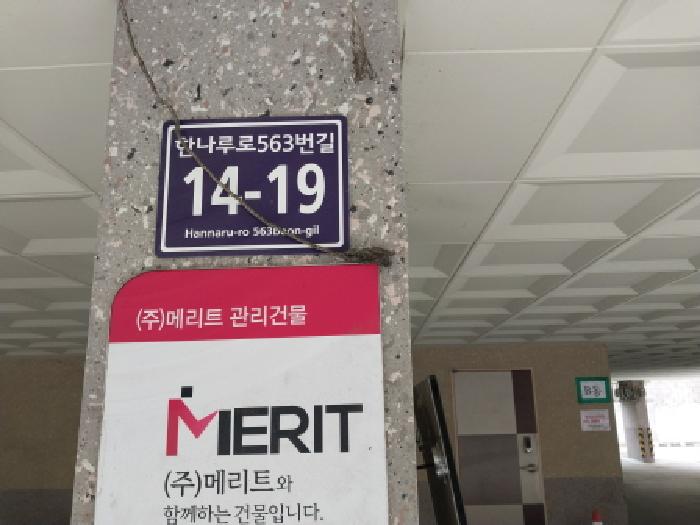 한나루로563번길
14-19
Hannaru-ro 563beon-gil
(주)메리트 관리건물
MERIT
(주)메리트와
함께하는 건물입니다.